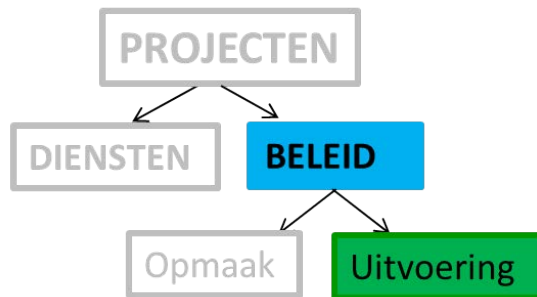 PROJECTEN
DIENSTEN
BELEID
Opmaak
Uitvoering